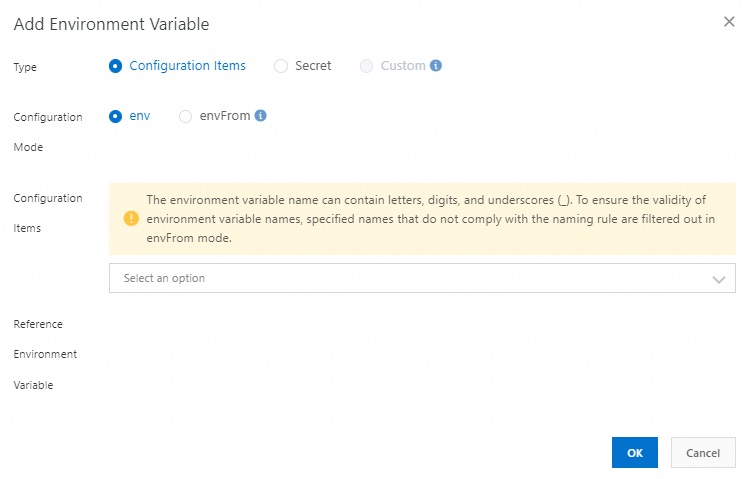 Add Environment Variable
Type
Configuration Items
Secret
Custom
Configuration
Mode
env
envFrom
Configuration
Items
The environment variable name can contain letters, digits, and underscores (_). To ensure the validity of
environment variable names, specified names that do not comply with the naming rule are filtered out in
envFrom mode.
Select an option
Reference
Environment
Variable
OK
Cancel